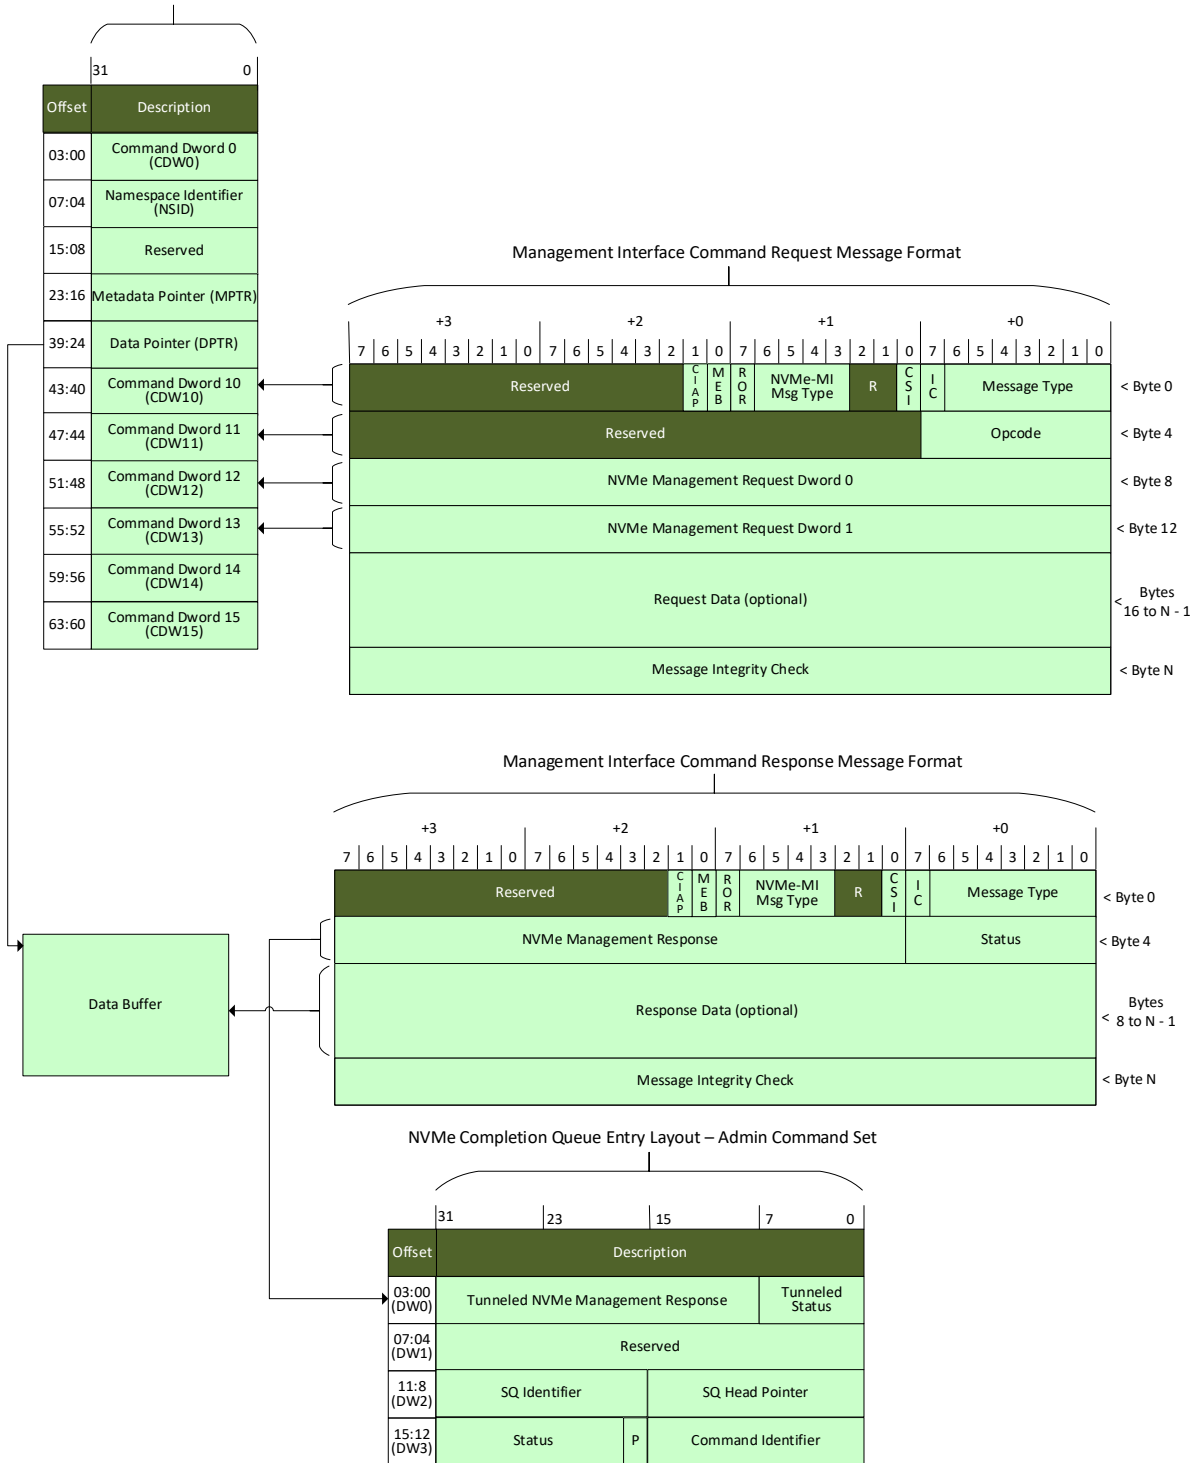 31 0
Offset Description
03:00 Command Dword 0
(CDW0)
07:04 Namespace Identifier
(NSID)
15:08 Reserved
23:16 Metadata Pointer (MPTR)
39:24 Data Pointer (DPTR)
43:40 Command Dword 10
(CDW10)
47:44 Command Dword 11
(CDW11)
51:48 Command Dword 12
(CDW12)
55:52 Command Dword 13
(CDW13)
59:56 Command Dword 14
(CDW14)
63:60 Command Dword 15
(CDW15)
Management Interface Command Request Message Format
+3 +2 +1 +0
7 6 5 4 3 2 1 0 7 6 5 4 3 2 1 0 7 6 5 4 3 2 1 0 7 6 5 4 3 2 1 0
Reserved CIAP MEB ROR NVMe-MI
Msg Type R CSI IC Message Type < Byte 0
Reserved Opcode < Byte 4
NVMe Management Request Dword 0 < Byte 8
NVMe Management Request Dword 1 < Byte 12
Request Data (optional) < Bytes
16 to N - 1
Message Integrity Check < Byte N
Management Interface Command Response Message Format
+3 +2 +1 +0
7 6 5 4 3 2 1 0 7 6 5 4 3 2 1 0 7 6 5 4 3 2 1 0 7 6 5 4 3 2 1 0
Reserved CIAP MEB ROR NVMe-MI
Msg Type R CSI IC Message Type < Byte 0
NVMe Management Response Status < Byte 4
Response Data (optional) < Bytes
8 to N - 1
Message Integrity Check < Byte N
Data Buffer
NVMe Completion Queue Entry Layout – Admin Command Set
31 23 15 7 0
Offset Description
03:00
(DW0) Tunneled NVMe Management Response Tunneled
Status
07:04
(DW1) Reserved
11:8
(DW2) SQ Identifier SQ Head Pointer
15:12
(DW3) Status P Command Identifier